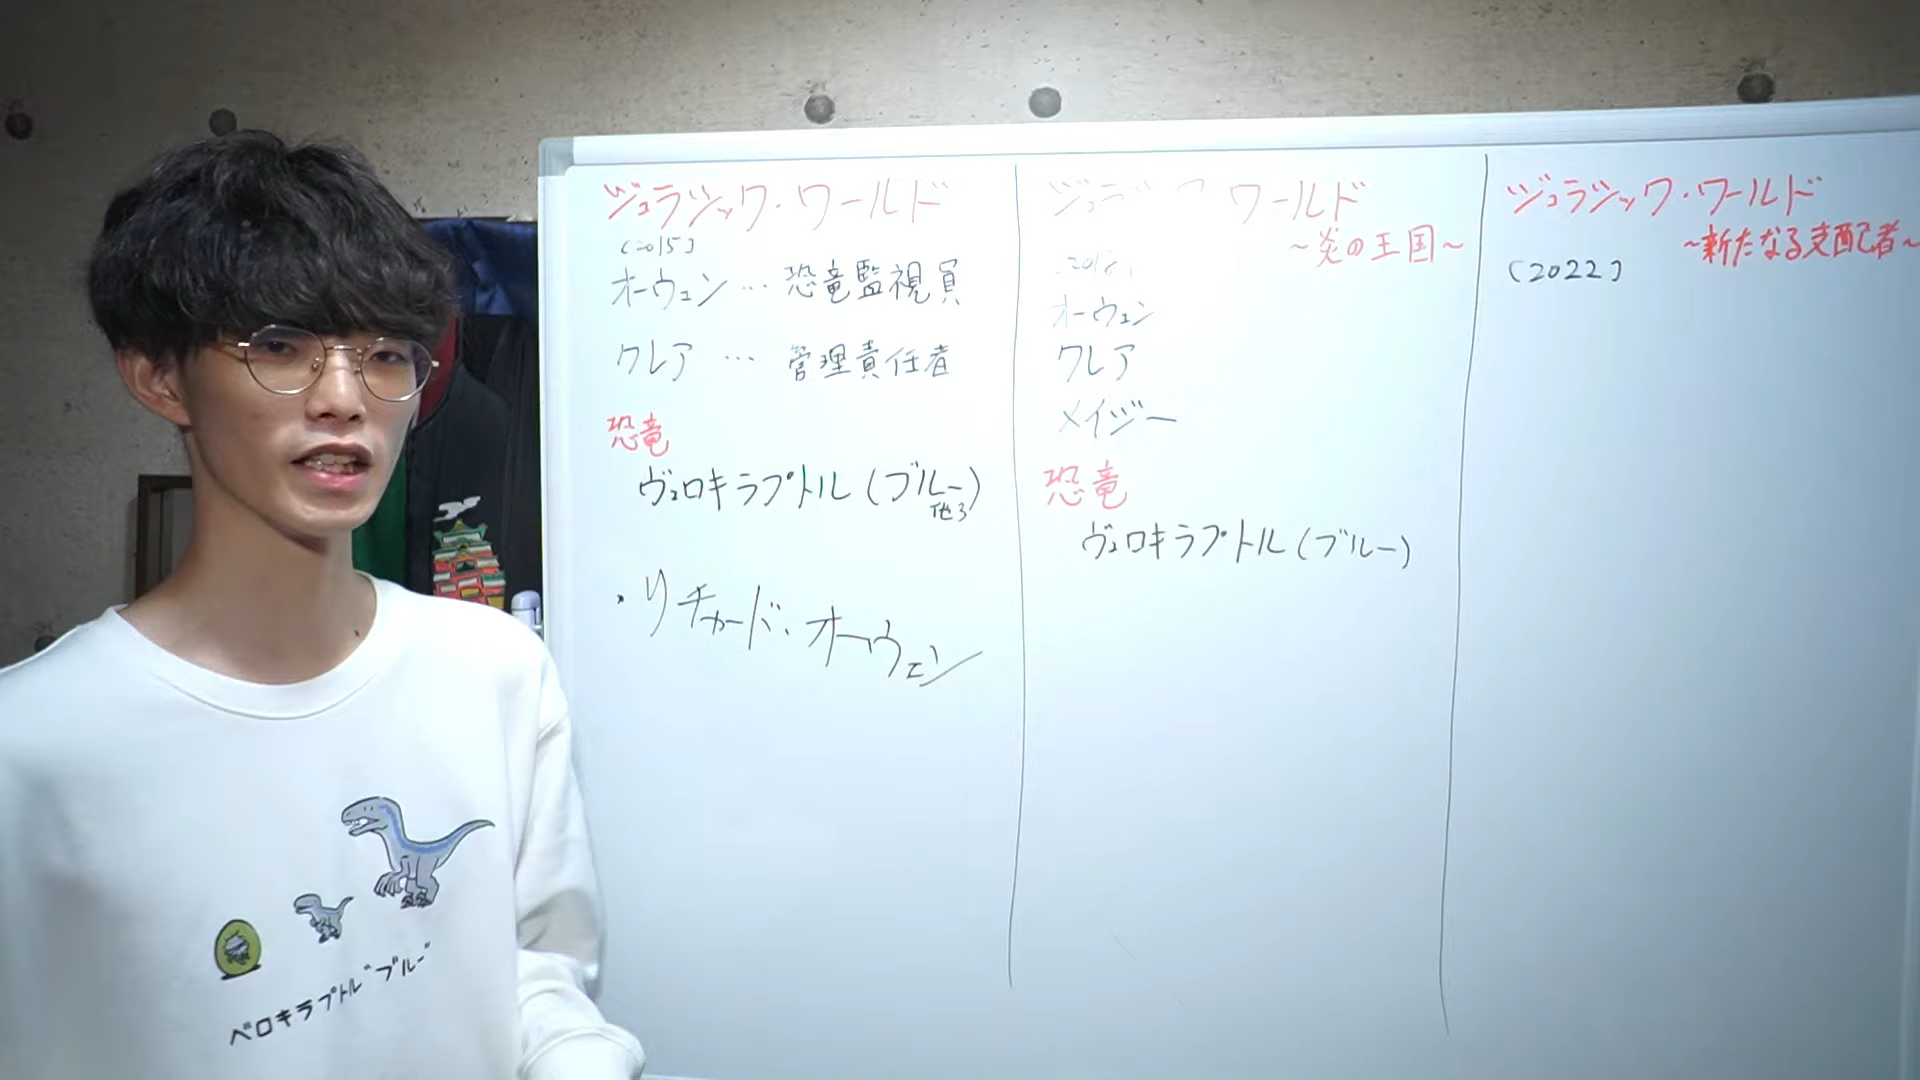 ジュラシック・ワールド
(2015)
オーウェン … 恐竜監視員
クレア … 管理責任者
恐竜
ヴェロキラプトル (ブルー)
他3
・リチャード・オーウェン
ジュラ ク ワールド
~炎の王国~
2018
オーウェン
クレア
メイジー
恐竜
ヴェロキラプトル (ブルー)
ジュラシック・ワールド
~新たなる支配者~
(2022)
ベロキラプトル"ブルー"